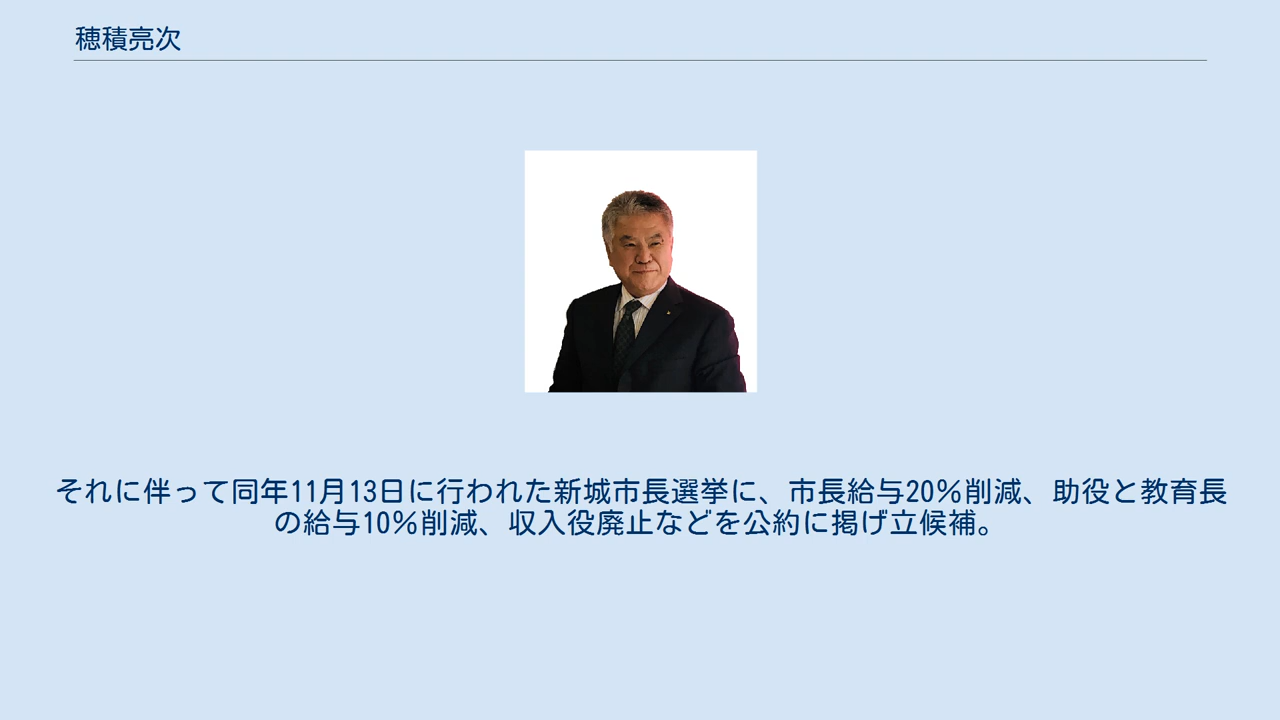 穂積亮次
それに伴って同年11月13日に行われた新城市長選挙に、市長給与20％削減、助役と教育長
の給与10％削減、収入役廃止などを公約に掲げ立候補。